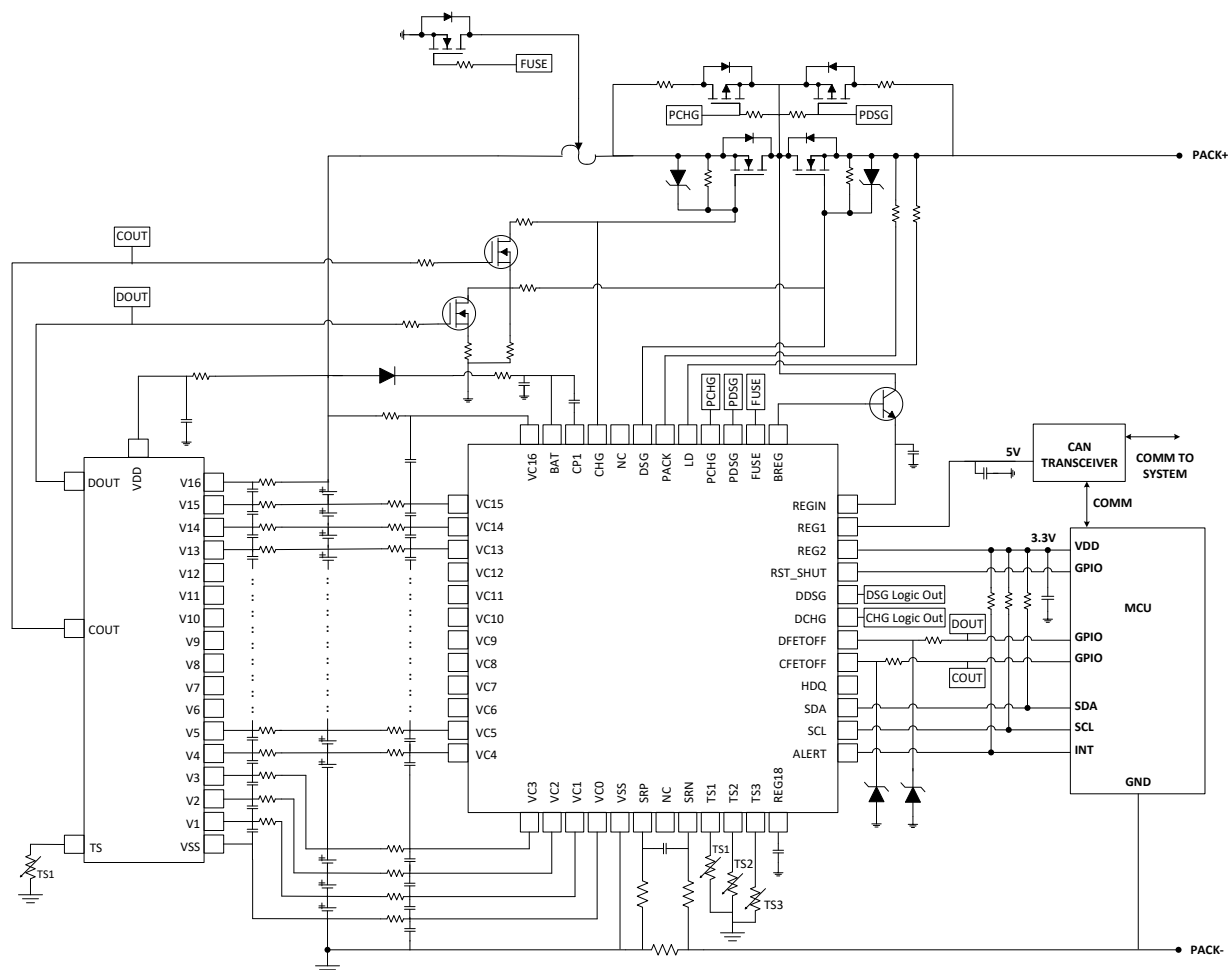 FUSE
PCHG
PDSG
PACK+
COUT
DOUT
PCHG
PDSG
FUSE
VDD
VC16
BAT
CP1
CHG
NC
DSG
PACK
LD
PCHG
PDSG
FUSE
BREG
5V
CAN
TRANSCEIVER
COMM TO
SYSTEM
COMM
DOUT
COUT
TS
V16
V15
V14
V13
V12
V11
V10
V9
V8
V7
V6
V5
V4
V3
V2
V1
VSS
TS1
VC15
VC14
VC13
VC12
VC11
VC10
VC9
VC8
VC7
VC6
VC5
VC4
REGIN
REG1
REG2
RST_SHUT
DDSG
DCHG
DFETOFF
CFETOFF
HDQ
SDA
SCL
ALERT
DSG Logic Out
CHG Logic Out
DOUT
COUT
3.3V
VDD
GPIO
MCU
GPIO
GPIO
SDA
SCL
INT
GND
VC3
VC2
VC1
VC0
VSS
SRP
NC
SRN
TS1
TS2
TS3
REG18
TS1
TS2
TS3
PACK-